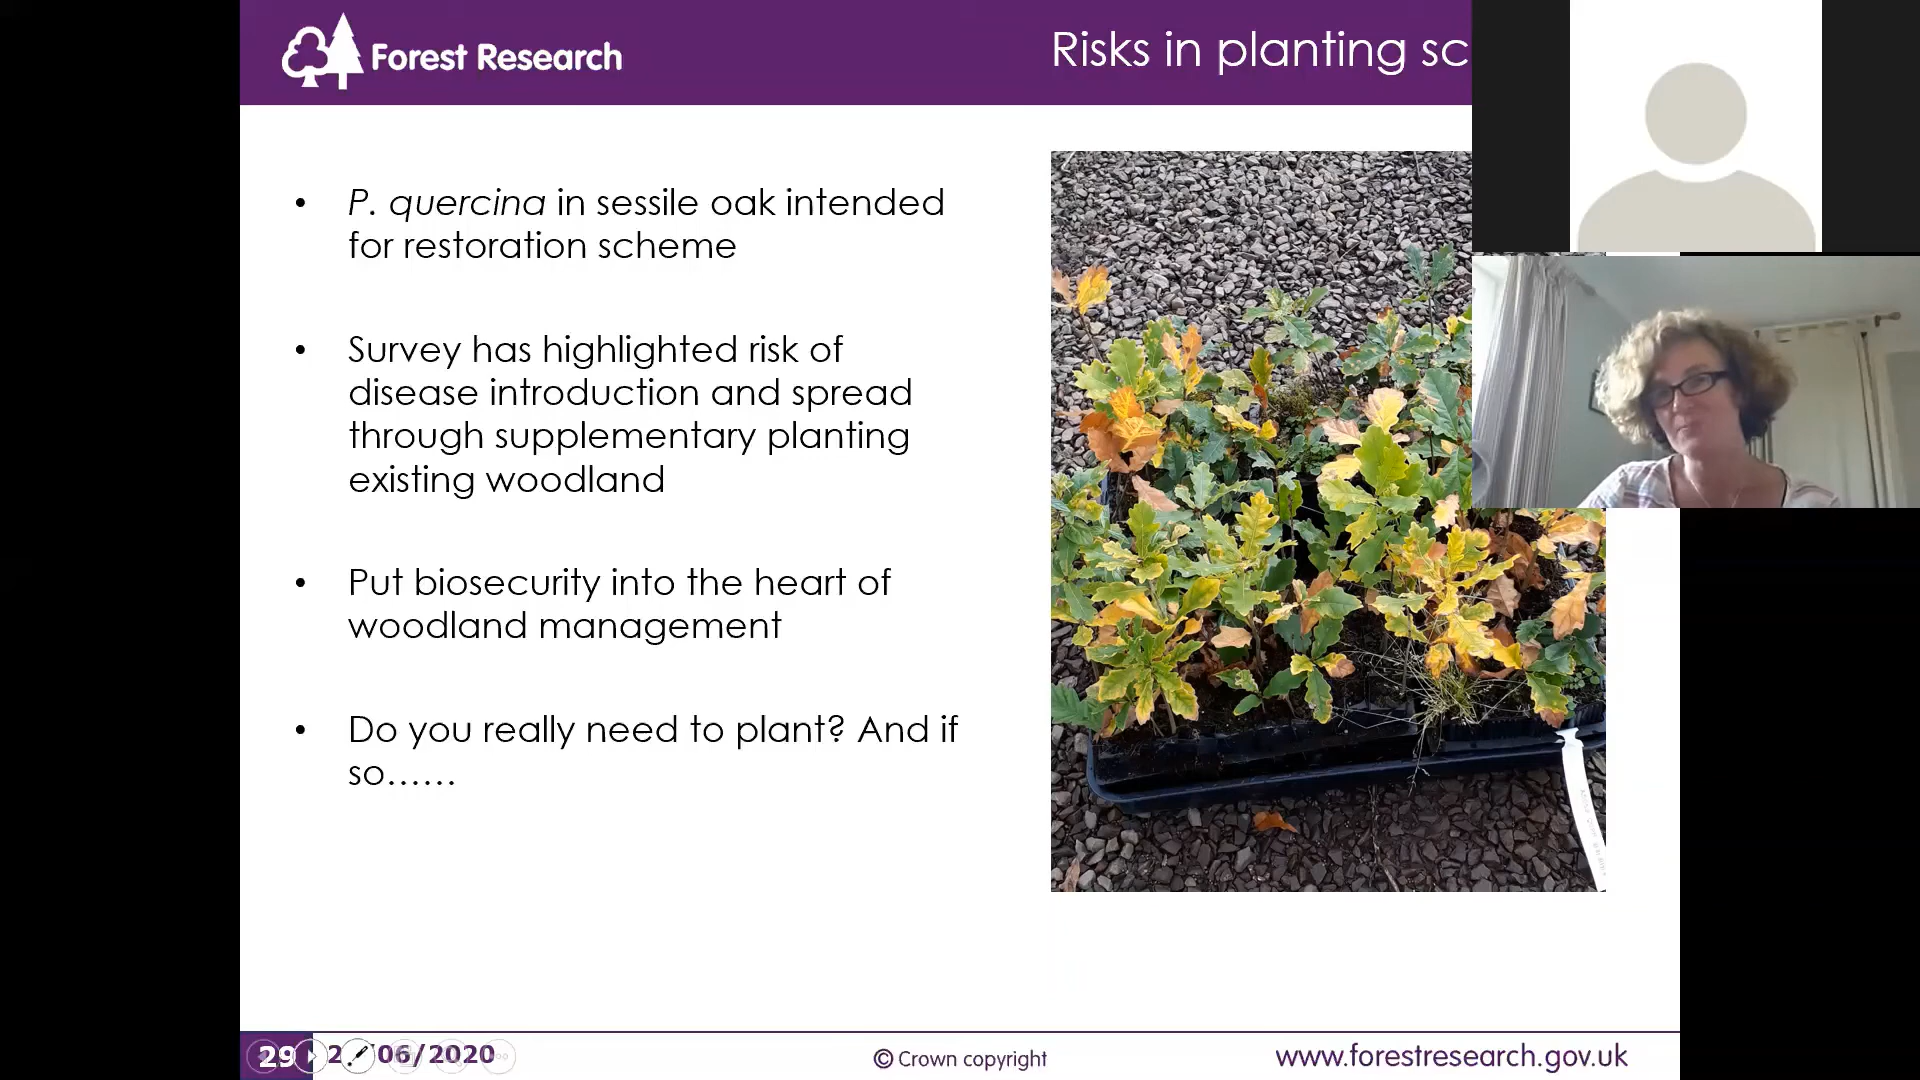 Forest Research
Risks in planting sc
P. quercina in sessile oak intended
for restoration scheme
Survey has highlighted risk of
disease introduction and spread
through supplementary planting
existing woodland
Put biosecurity into the heart of
woodland management
Do you really need to plant? And if
so......
29
06/2020
© Crown copyright
www.forestresearch.gov.uk